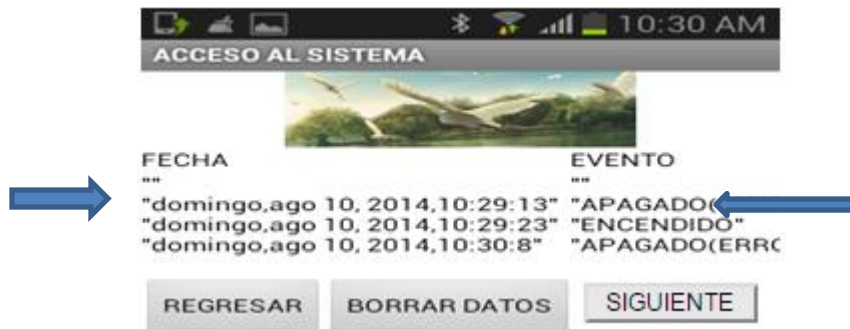 10:30 AM
ACCESO AL SISTEMA
FECHA EVENTO
"" ""
"domingo,ago 10, 2014,10:29:13" "APAGADO(
"domingo,ago 10, 2014,10:29:23" "ENCENDIDO"
"domingo,ago 10, 2014,10:30:8" "APAGADO(ERRO
REGRESAR BORRAR DATOS SIGUIENTE